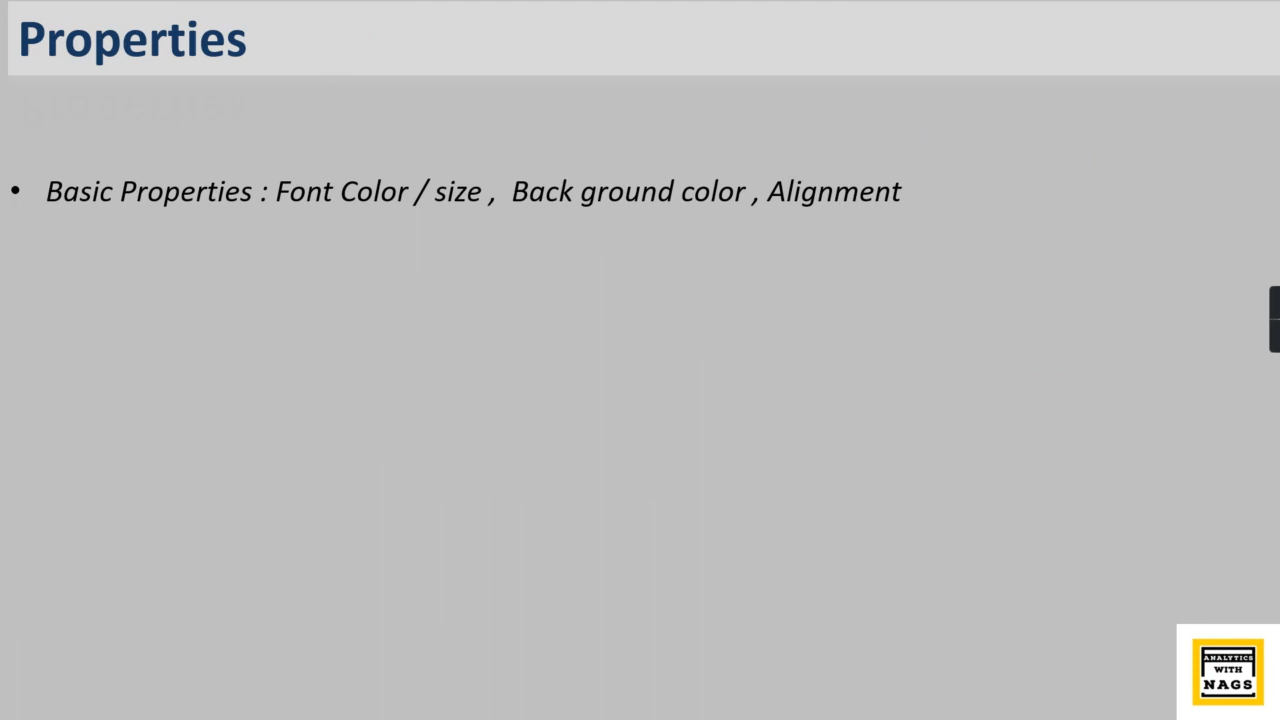 Properties
• Basic Properties : Font Color / size , Back ground color , Alignment
ANALYTICS
WITH
NAGS